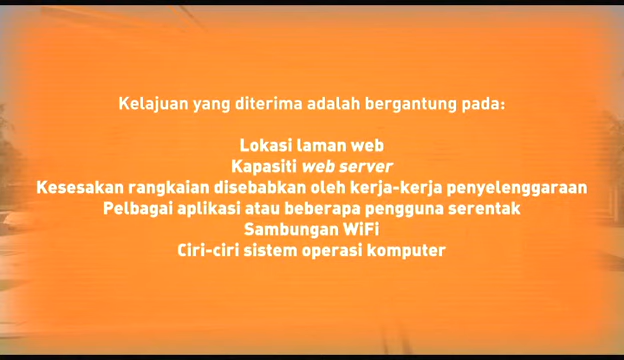 Kelajuan yang diterima adalah bergantung pada:
Lokasi laman web
Kapasiti web server
Kesesakan rangkaian disebabkan oleh kerja-kerja penyelenggaraan
Pelbagai aplikasi atau beberapa pengguna serentak
Sambungan WiFi
Ciri-ciri sistem operasi komputer